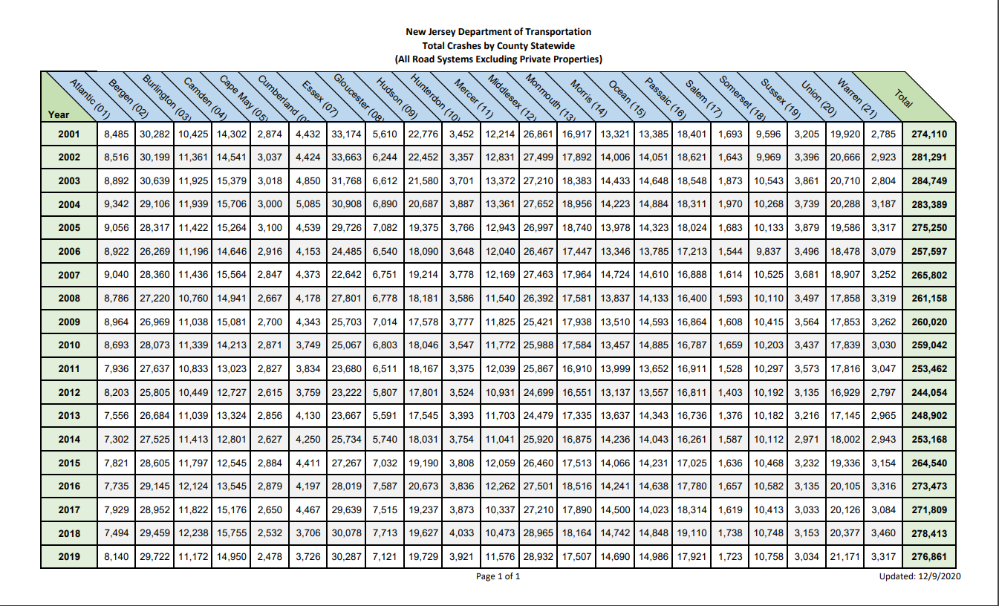 New Jersey Department of Transportation
Total Crashes by County Statewide
(All Road Systems Excluding Private Properties)
Year Atlantic (01) Bergen (02) Burlington (03) Camden (04) Cape May (05) Cumberland (0 Essex (07) Gloucester (08) Hudson (09) Hunterdon (10) Mercer (11) Middlesex (12) Monmouth (13) Morris (14) Ocean (15) Passaic (16) Salem (17) Somerset (18) Sussex (19) Union (20) Warren (21) Total
2001 8,485 30,282 10,425 14,302 2,874 4,432 33,174 5,610 22,776 3,452 12,214 26,861 16,917 13,321 13,385 18,401 1,693 9,596 3,205 19,920 2,785 274,110
2002 8,516 30,199 11,361 14,541 3,037 4,424 33,663 6,244 22,452 3,357 12,831 27,499 17,892 14,006 14,051 18,621 1,643 9,969 3,396 20,666 2,923 281,291
2003 8,892 30,639 11,925 15,379 3,018 4,850 31,768 6,612 21,580 3,701 13,372 27,210 18,383 14,433 14,648 18,548 1,873 10,543 3,861 20,710 2,804 284,749
2004 9,342 29,106 11,939 15,706 3,000 5,085 30,908 6,890 20,687 3,887 13,361 27,652 18,956 14,223 14,884 18,311 1,970 10,268 3,739 20,288 3,187 283,389
2005 9,056 28,317 11,422 15,264 3,100 4,539 29,726 7,082 19,375 3,766 12,943 26,997 18,740 13,978 14,323 18,024 1,683 10,133 3,879 19,586 3,317 275,250
2006 8,922 26,269 11,196 14,646 2,916 4,153 24,485 6,540 18,090 3,648 12,040 26,467 17,447 13,346 13,785 17,213 1,544 9,837 3,496 18,478 3,079 257,597
2007 9,040 28,360 11,436 15,564 2,847 4,373 22,642 6,751 19,214 3,778 12,169 27,463 17,964 14,724 14,610 16,888 1,614 10,525 3,681 18,907 3,252 265,802
2008 8,786 27,220 10,760 14,941 2,667 4,178 27,801 6,778 18,181 3,586 11,540 26,392 17,581 13,837 14,133 16,400 1,593 10,110 3,497 17,858 3,319 261,158
2009 8,964 26,969 11,038 15,081 2,700 4,343 25,703 7,014 17,578 3,777 11,825 25,421 17,938 13,510 14,593 16,864 1,608 10,415 3,564 17,853 3,262 260,020
2010 8,693 28,073 11,339 14,213 2,871 3,749 25,067 6,803 18,046 3,547 11,772 25,988 17,584 13,457 14,885 16,787 1,659 10,203 3,437 17,839 3,030 259,042
2011 7,936 27,637 10,833 13,023 2,827 3,834 23,680 6,511 18,167 3,375 12,039 25,867 16,910 13,999 13,652 16,911 1,528 10,297 3,573 17,816 3,047 253,462
2012 8,203 25,805 10,449 12,727 2,615 3,759 23,222 5,807 17,801 3,524 10,931 24,699 16,551 13,137 13,557 16,811 1,403 10,192 3,135 16,929 2,797 244,054
2013 7,556 26,684 11,039 13,324 2,856 4,130 23,667 5,591 17,545 3,393 11,703 24,479 17,335 13,637 14,343 16,736 1,376 10,182 3,216 17,145 2,965 248,902
2014 7,302 27,525 11,413 12,801 2,627 4,250 25,734 5,740 18,031 3,754 11,041 25,920 16,875 14,236 14,043 16,261 1,587 10,112 2,971 18,002 2,943 253,168
2015 7,821 28,605 11,797 12,545 2,884 4,411 27,267 7,032 19,190 3,808 12,059 26,460 17,513 14,066 14,231 17,025 1,636 10,468 3,232 19,336 3,154 264,540
2016 7,735 29,145 12,124 13,545 2,879 4,197 28,019 7,587 20,673 3,836 12,262 27,501 18,516 14,241 14,638 17,780 1,657 10,582 3,135 20,105 3,316 273,473
2017 7,929 28,952 11,822 15,176 2,650 4,467 29,639 7,515 19,237 3,873 10,337 27,210 17,890 14,500 14,023 18,314 1,619 10,413 3,033 20,126 3,084 271,809
2018 7,494 29,459 12,238 15,755 2,532 3,706 30,078 7,713 19,627 4,033 10,473 28,965 18,164 14,742 14,848 19,110 1,738 10,748 3,153 20,377 3,460 278,413
2019 8,140 29,722 11,172 14,950 2,478 3,726 30,287 7,121 19,729 3,921 11,576 28,932 17,507 14,690 14,986 17,921 1,723 10,758 3,034 21,171 3,317 276,861
Page 1 of 1
Updated: 12/9/2020